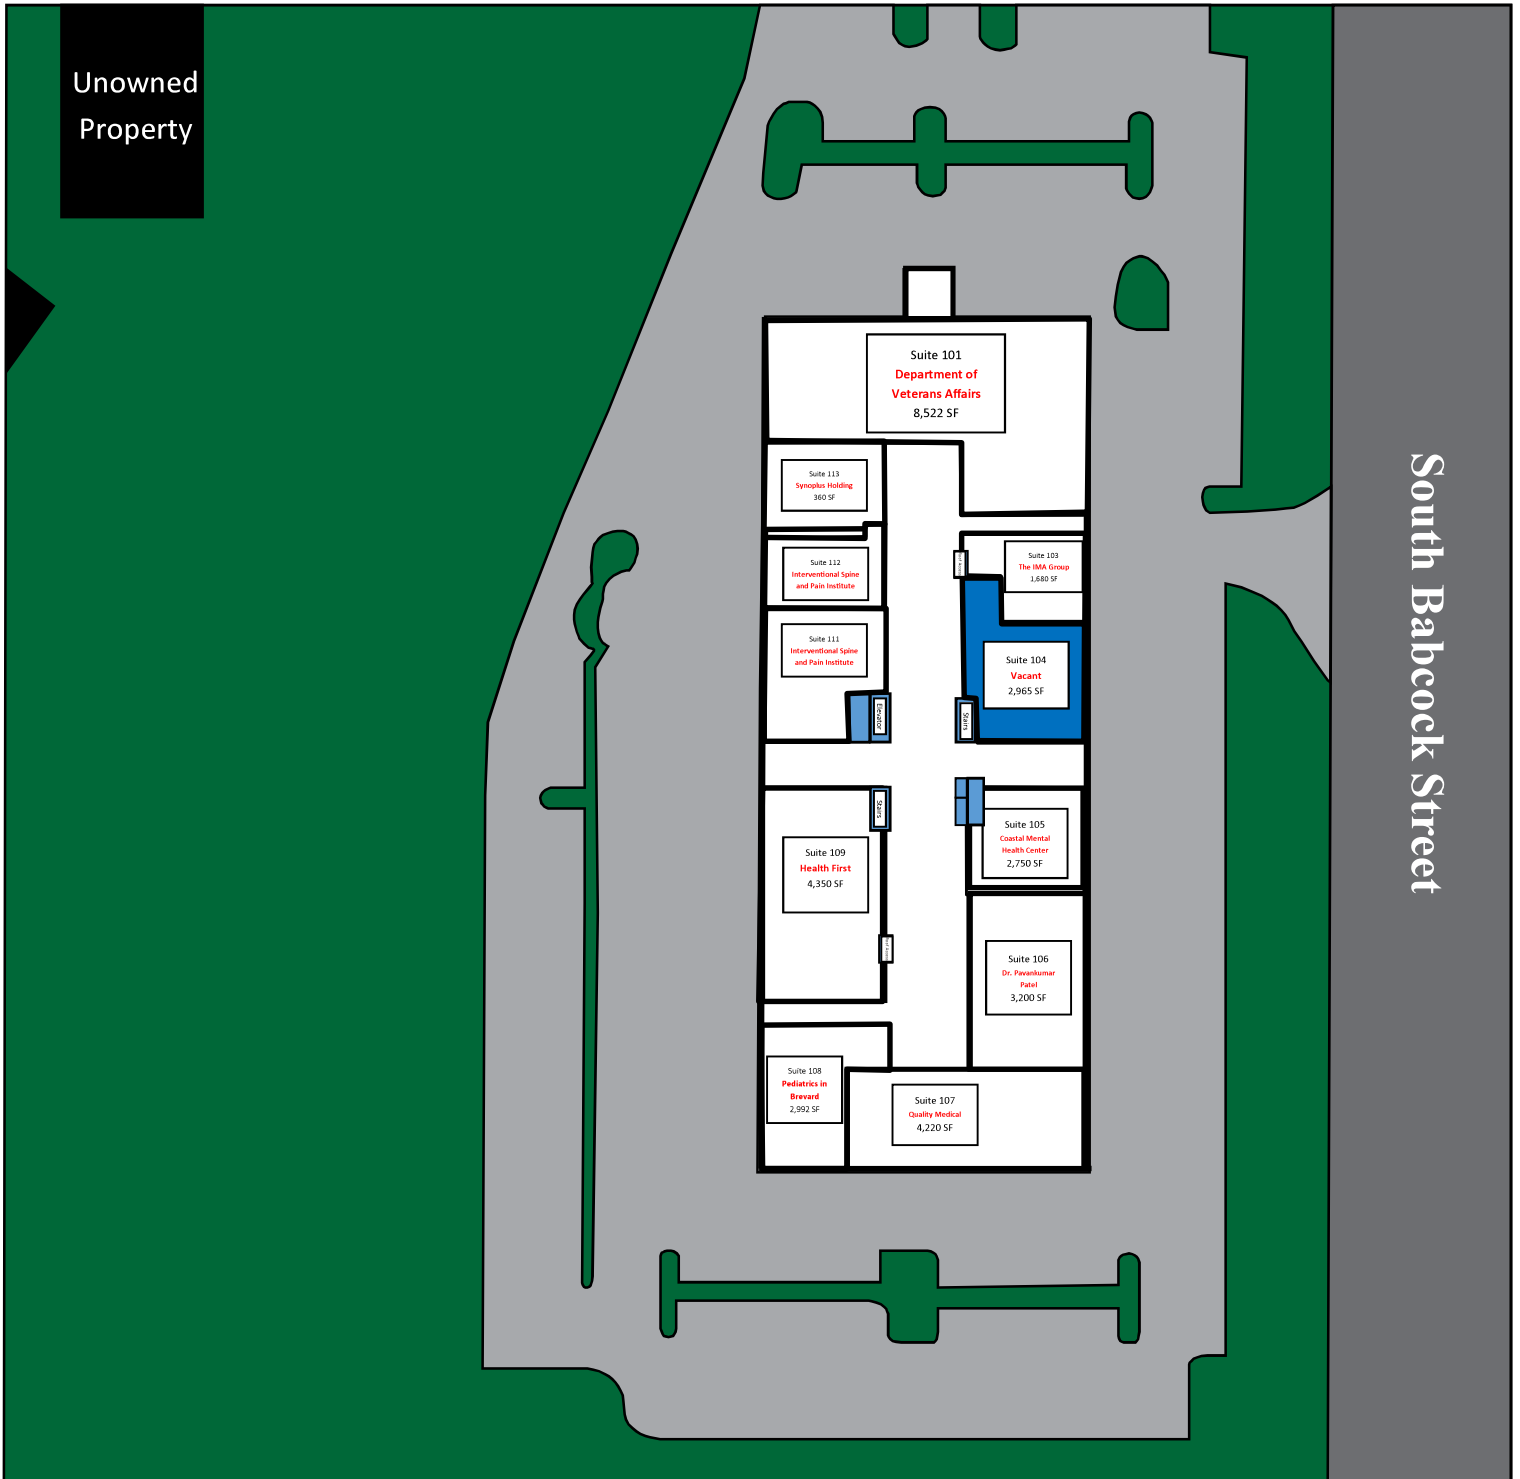 Unowned
Property
Suite 101
Department of
Veterans Affairs
8,522 SF
Suite 113
Synoplus Holding
360 SF
Suite 112
Interventional Spine
and Pain Institute
Suite 103
The IMA Group
1,680 SF
Suite 111
Interventional Spine
and Pain Institute
Suite 104
Vacant
2,965 SF
Elevator
Stairs
Stairs
Suite 105
Coastal Mental
Health Center
2,750 SF
Suite 109
Health First
4,350 SF
Suite 106
Dr. Pavankumar
Patel
3,200 SF
Suite 108
Pediatrics in
Brevard
2,992 SF
Suite 107
Quality Medical
4,220 SF
South Babcock Street